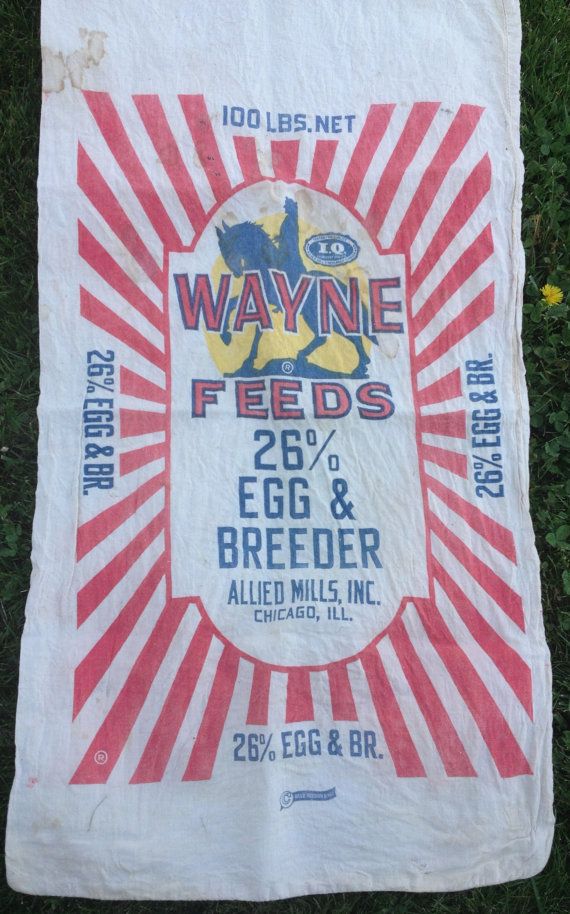 100 LBS. NET
I.Q.
WAYNE
®
FEEDS
26%
EGG &
BREEDER
ALLIED MILLS, INC.
CHICAGO, ILL.
26% EGG & BR.
26% EGG & BR.
26% EGG & BR.
®